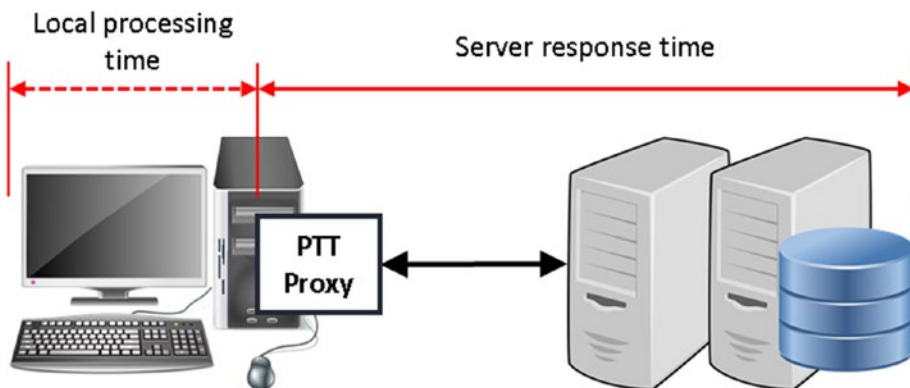 Local processing
time
Server response time
PTT
Proxy